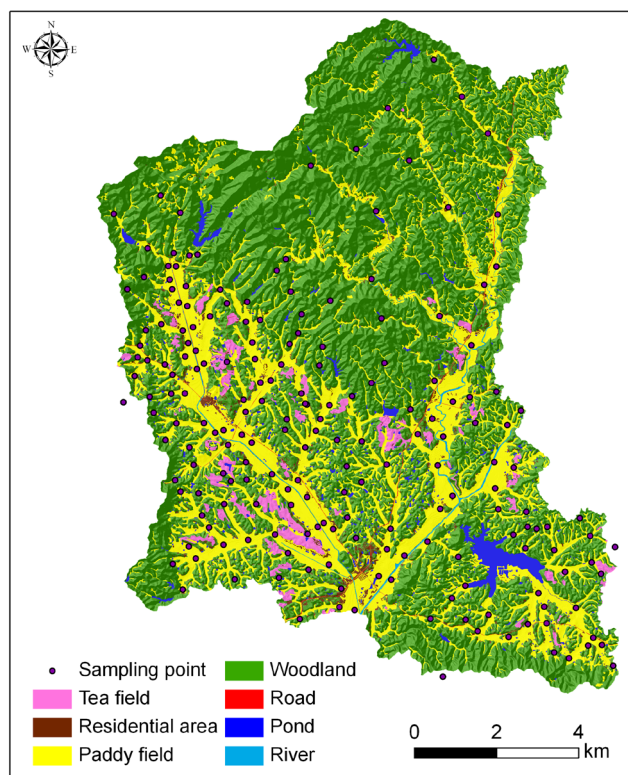 N
W E
S
Sampling point
Tea field
Residential area
Paddy field
Woodland
Road
Pond
River
0 2 4
km